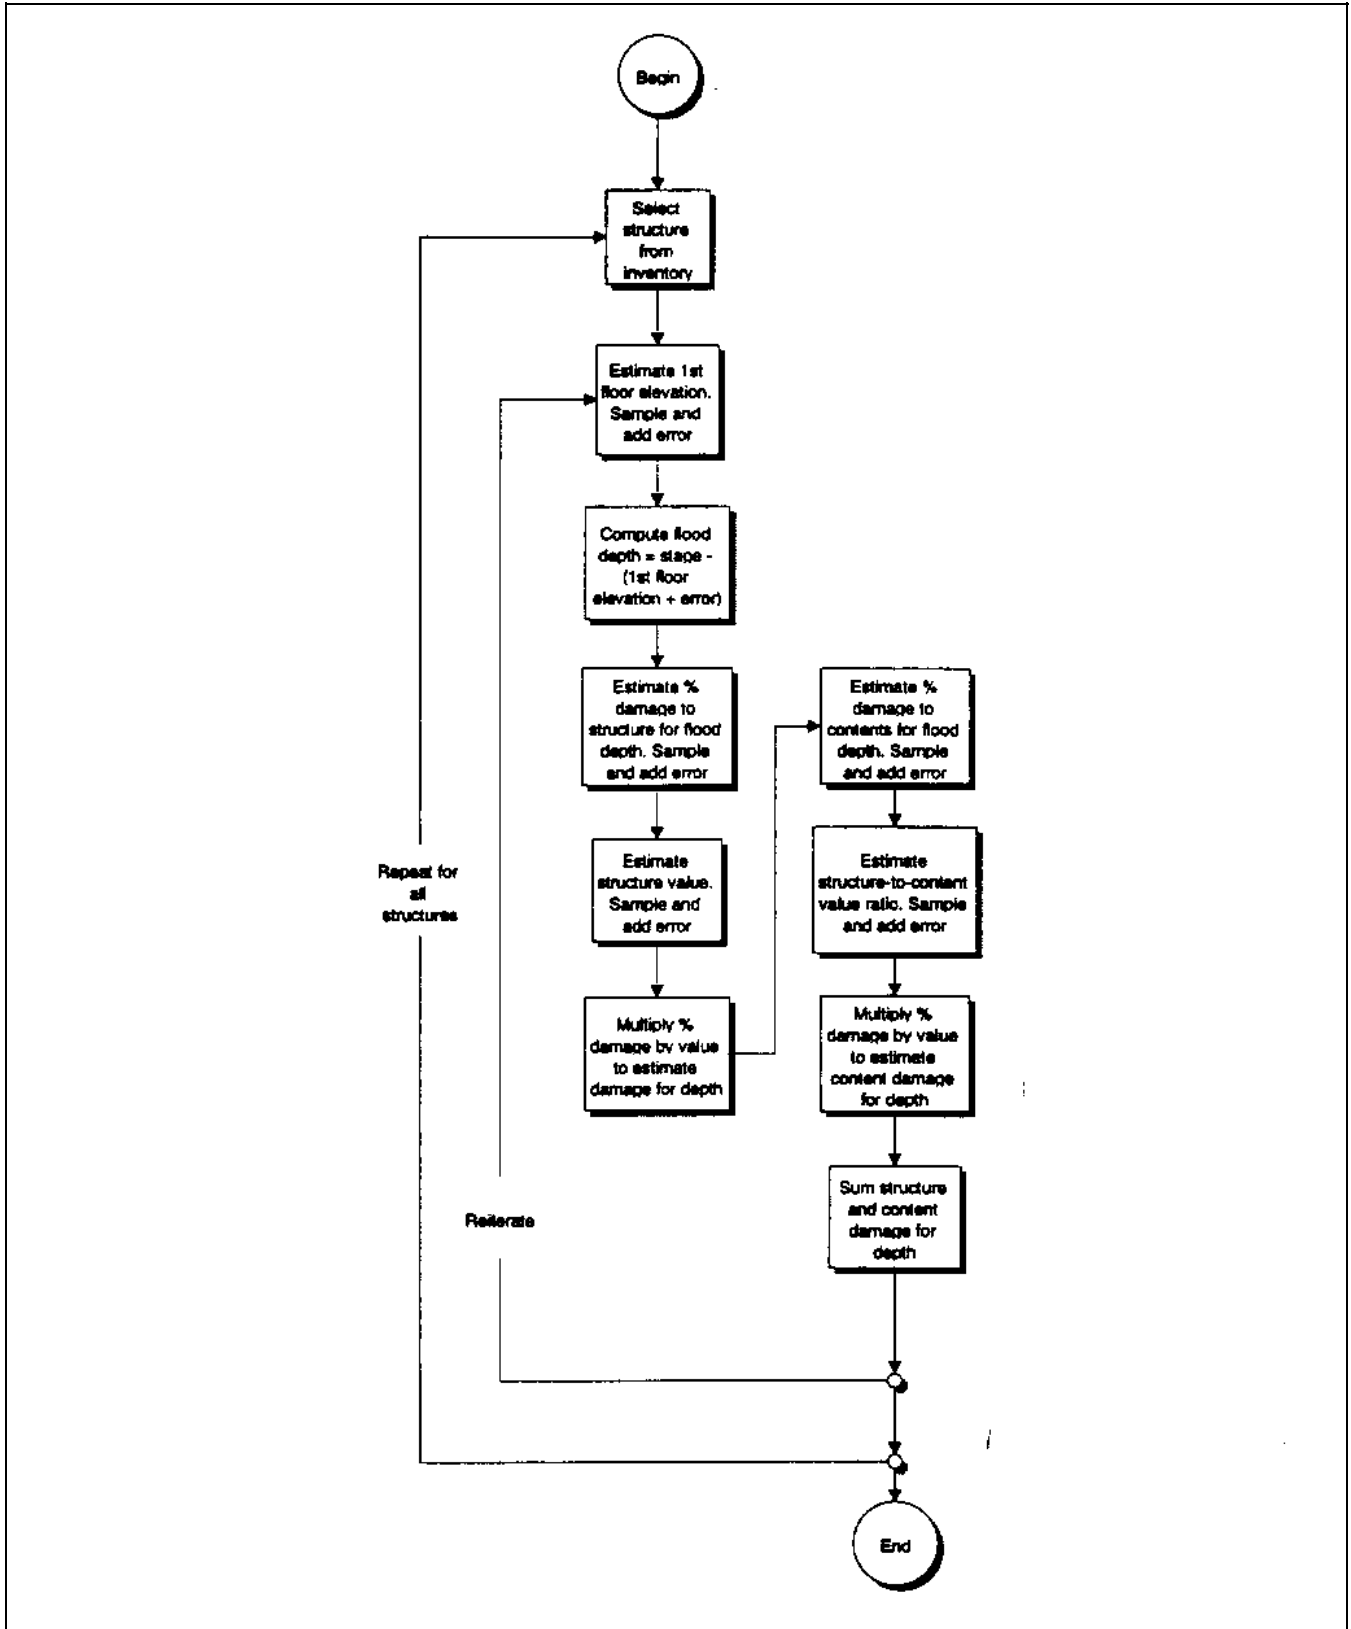 Begin
Select
structure
from
inventory
Estimate 1st
floor elevation.
Sample and
add error
Compute flood
depth = stage -
(1st floor
elevation + error)
Estimate %
damage to
structure for flood
depth. Sample
and add error
Estimate
structure value.
Sample and
add error
Multiply %
damage by value
to estimate
damage for depth
Estimate %
damage to
contents for flood
depth. Sample
and add error
Estimate
structure-to-content
value ratio. Sample
and add error
Multiply %
damage by value
to estimate
content damage
for depth
Sum structure
and content
damage for
depth
Repeat for
all
structures
Reiterate
End